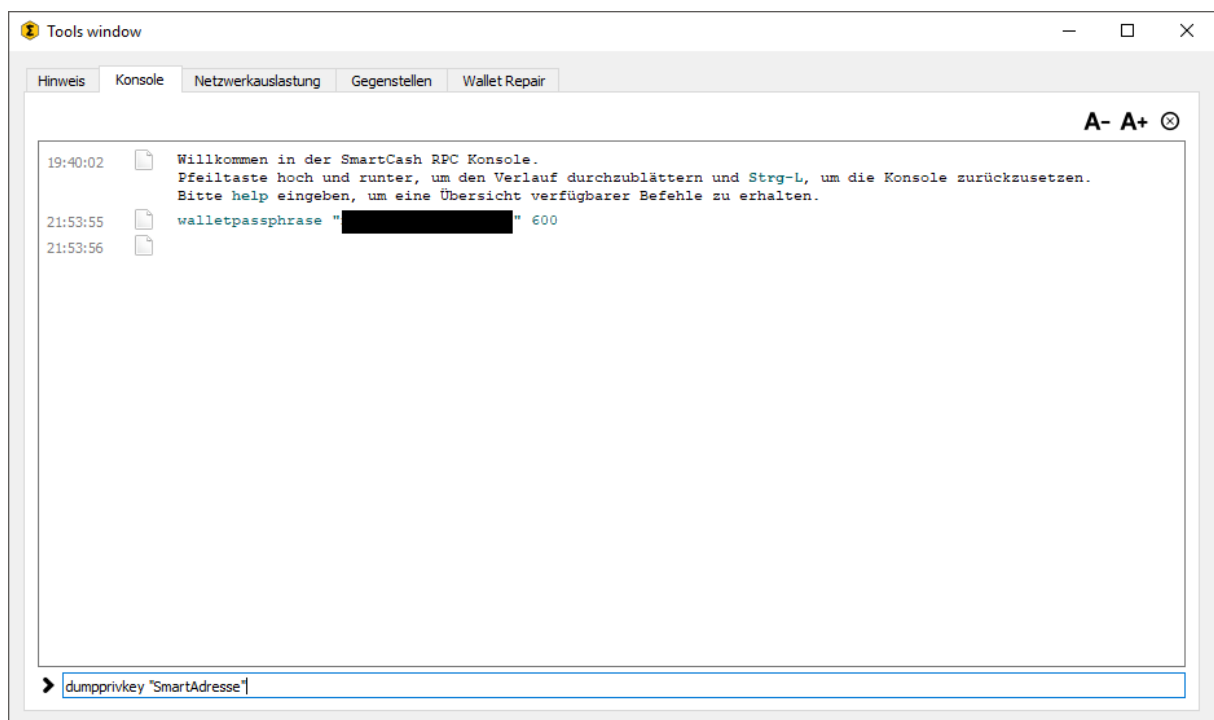 Tools window
Hinweis Konsole Netzwerkauslastung Gegenstellen Wallet Repair
A- A+
19:40:02 Willkommen in der SmartCash RPC Konsole.
Pfeiltaste hoch und runter, um den Verlauf durchzublättern und Strg-L, um die Konsole zurückzusetzen.
Bitte help eingeben, um eine Übersicht verfügbarer Befehle zu erhalten.
21:53:55 walletpassphrase "" 600
21:53:56
dumpprivkey "SmartAdresse"